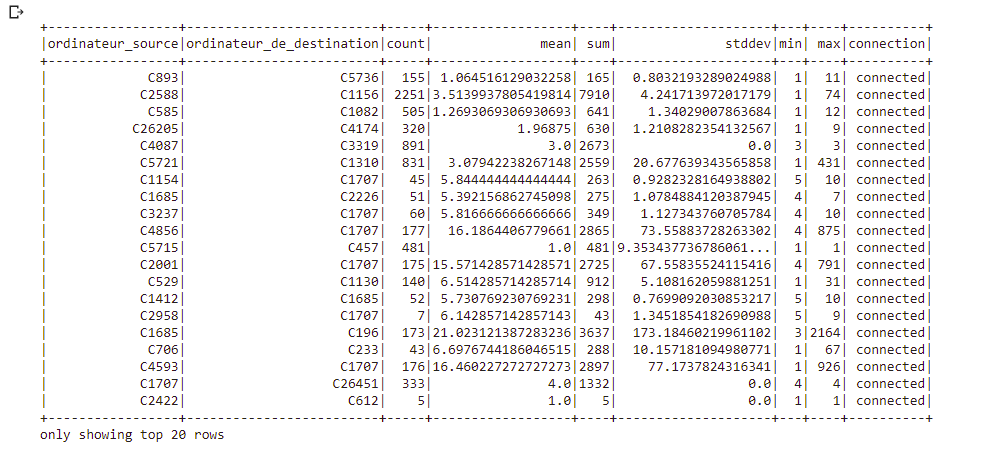 +------------------+-------------------------+-----+------------------+----+--------------------+---+----+----------+
|ordinateur_source|ordinateur_de_destination|count|              mean| sum|              stddev|min| max|connection|
+-----------------+-------------------------+-----+------------------+----+--------------------+---+----+----------+
|             C893|                    C5736|  155| 1.064516129032258| 165|  0.8032193289024988|  1|  11| connected|
|            C2588|                    C1156| 2251|3.5139937805419814|7910|   4.241713972017179|  1|  74| connected|
|             C585|                    C1082|  505|1.2693069306930693| 641|    1.34029007863684|  1|  12| connected|
|           C26205|                    C4174|  320|           1.96875| 630|  1.2108282354132567|  1|   9| connected|
|            C4087|                    C3319|  891|               3.0|2673|                 0.0|  3|   3| connected|
|            C5721|                    C1310|  831|  3.07942238267148|2559|  20.677639343565858|  1| 431| connected|
|            C1154|                    C1707|   45| 5.844444444444444| 263|  0.9282328164938802|  5|  10| connected|
|            C1685|                    C2226|   51| 5.392156862745098| 275|  1.0784884120387945|  4|   7| connected|
|            C3237|                    C1707|   60| 5.816666666666666| 349|   1.127343760705784|  4|  10| connected|
|            C4856|                    C1707|  177|  16.1864406779661|2865|   73.55883728263302|  4| 875| connected|
|            C5715|                     C457|  481|               1.0| 481|9.353437736786061...|  1|   1| connected|
|            C2001|                    C1707|  175|15.571428571428571|2725|   67.55835524115416|  4| 791| connected|
|             C529|                    C1130|  140| 6.514285714285714| 912|   5.108162059881251|  1|  31| connected|
|            C1412|                    C1685|   52| 5.730769230769231| 298|  0.7699092030853217|  5|  10| connected|
|            C2958|                    C1707|    7| 6.142857142857143|  43|  1.3451854182690988|  5|   9| connected|
|            C1685|                     C196|  173|21.023121387283236|3637|  173.18460219961102|  3|2164| connected|
|             C706|                     C233|   43|6.6976744186046515| 288|  10.157181094980771|  1|  67| connected|
|            C4593|                    C1707|  176|16.460227272727273|2897|    77.1737824316341|  1| 926| connected|
|            C1707|                   C26451|  333|               4.0|1332|                 0.0|  4|   4| connected|
|            C2422|                     C612|    5|               1.0|   5|                 0.0|  1|   1| connected|
+-----------------+-------------------------+-----+------------------+----+--------------------+---+----+----------+
only showing top 20 rows